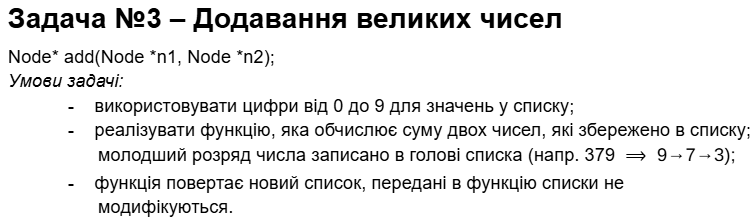 Задача №3 – Додавання великих чисел
Node* add(Node *n1, Node *n2);
Умови задачі:
- використовувати цифри від 0 до 9 для значень у списку;
- реалізувати функцію, яка обчислює суму двох чисел, які збережено в списку;
молодший розряд числа записано в голові списка (напр. 379 ⟹ 9→7→3);
- функція повертає новий список, передані в функцію списки не
модифікуються.